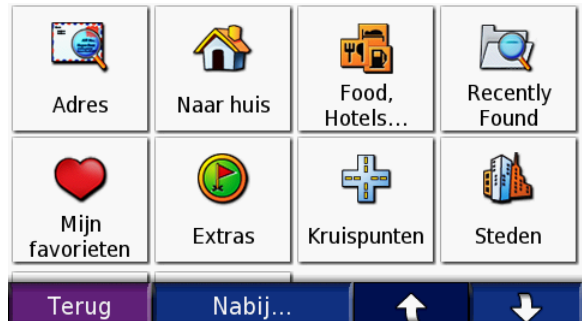 Adres
Naar huis
Food,
Hotels...
Recently
Found
Mijn
favorieten
Extras
Kruispunten
Steden
Terug
Nabij...